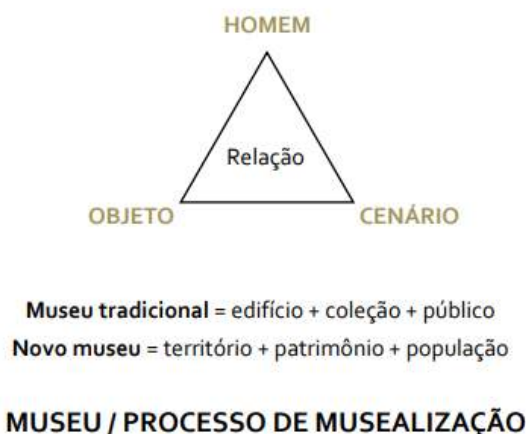 HOMEM
Relação
OBJETO CENÁRIO
Museu tradicional = edifício + coleção + público
Novo museu = território + patrimônio + população
MUSEU / PROCESSO DE MUSEALIZAÇÃO